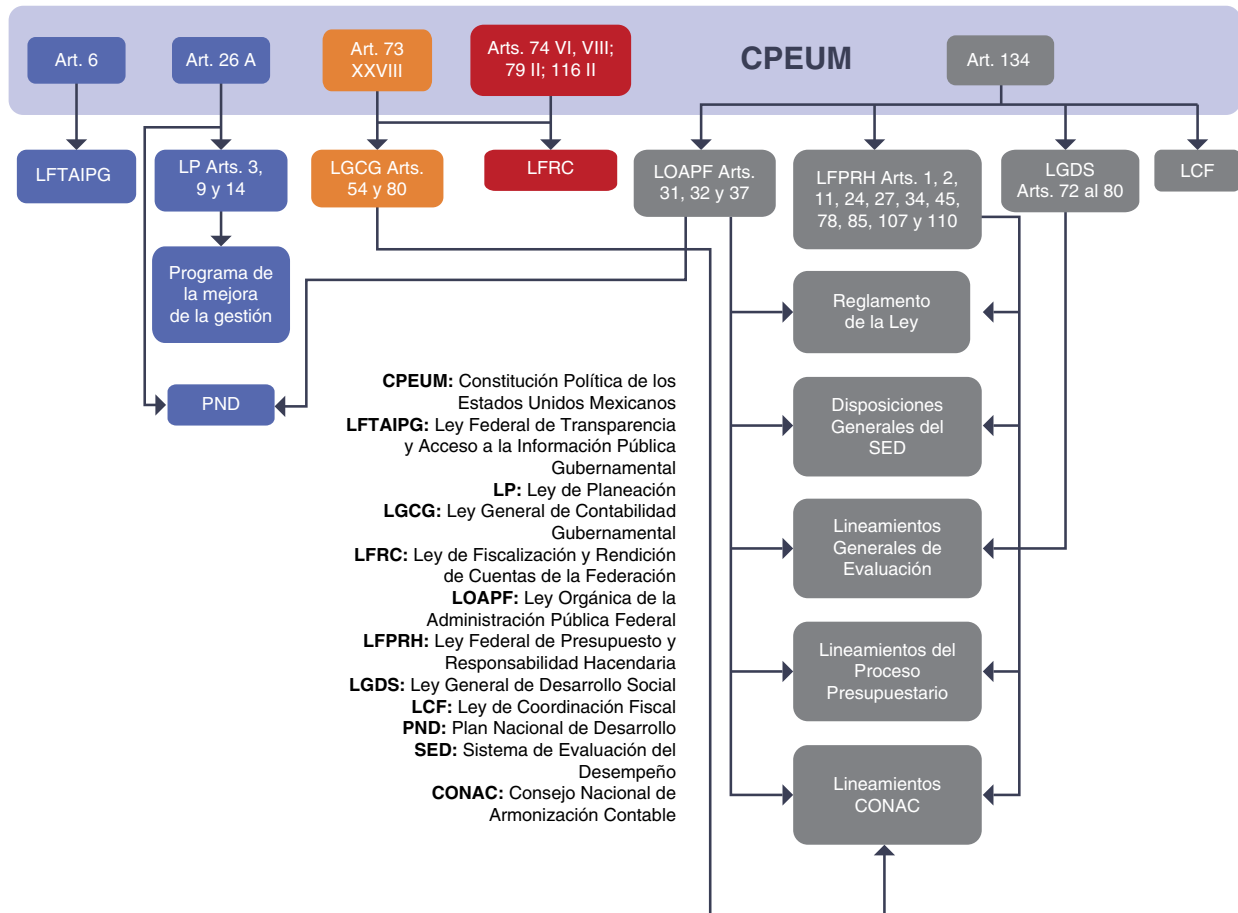 Art. 6
Art. 26 A
Art. 73
XXVIII
Arts. 74 VI, VIII;
79 II; 116 II
CPEUM
Art. 134
LFTAIPG
LP Arts. 3,
9 y 14
LGCG Arts.
54 y 80
LFRC
LOAPF Arts.
31, 32 y 37
LFPRH Arts. 1, 2,
11, 24, 27, 34, 45,
78, 85, 107 y 110
LGDS
Arts. 72 al 80
LCF
Programa de
la mejora
de la gestión
PND
Reglamento
de la Ley
Disposiciones
Generales del
SED
Lineamientos
Generales de
Evaluación
Lineamientos del
Proceso
Presupuestario
Lineamientos
CONAC
CPEUM: Constitución Política de los
Estados Unidos Mexicanos
LFTAIPG: Ley Federal de Transparencia
y Acceso a la Información Pública
Gubernamental
LP: Ley de Planeación
LGCG: Ley General de Contabilidad
Gubernamental
LFRC: Ley de Fiscalización y Rendición
de Cuentas de la Federación
LOAPF: Ley Orgánica de la
Administración Pública Federal
LFPRH: Ley Federal de Presupuesto y
Responsabilidad Hacendaria
LGDS: Ley General de Desarrollo Social
LCF: Ley de Coordinación Fiscal
PND: Plan Nacional de Desarrollo
SED: Sistema de Evaluación del
Desempeño
CONAC: Consejo Nacional de
Armonización Contable